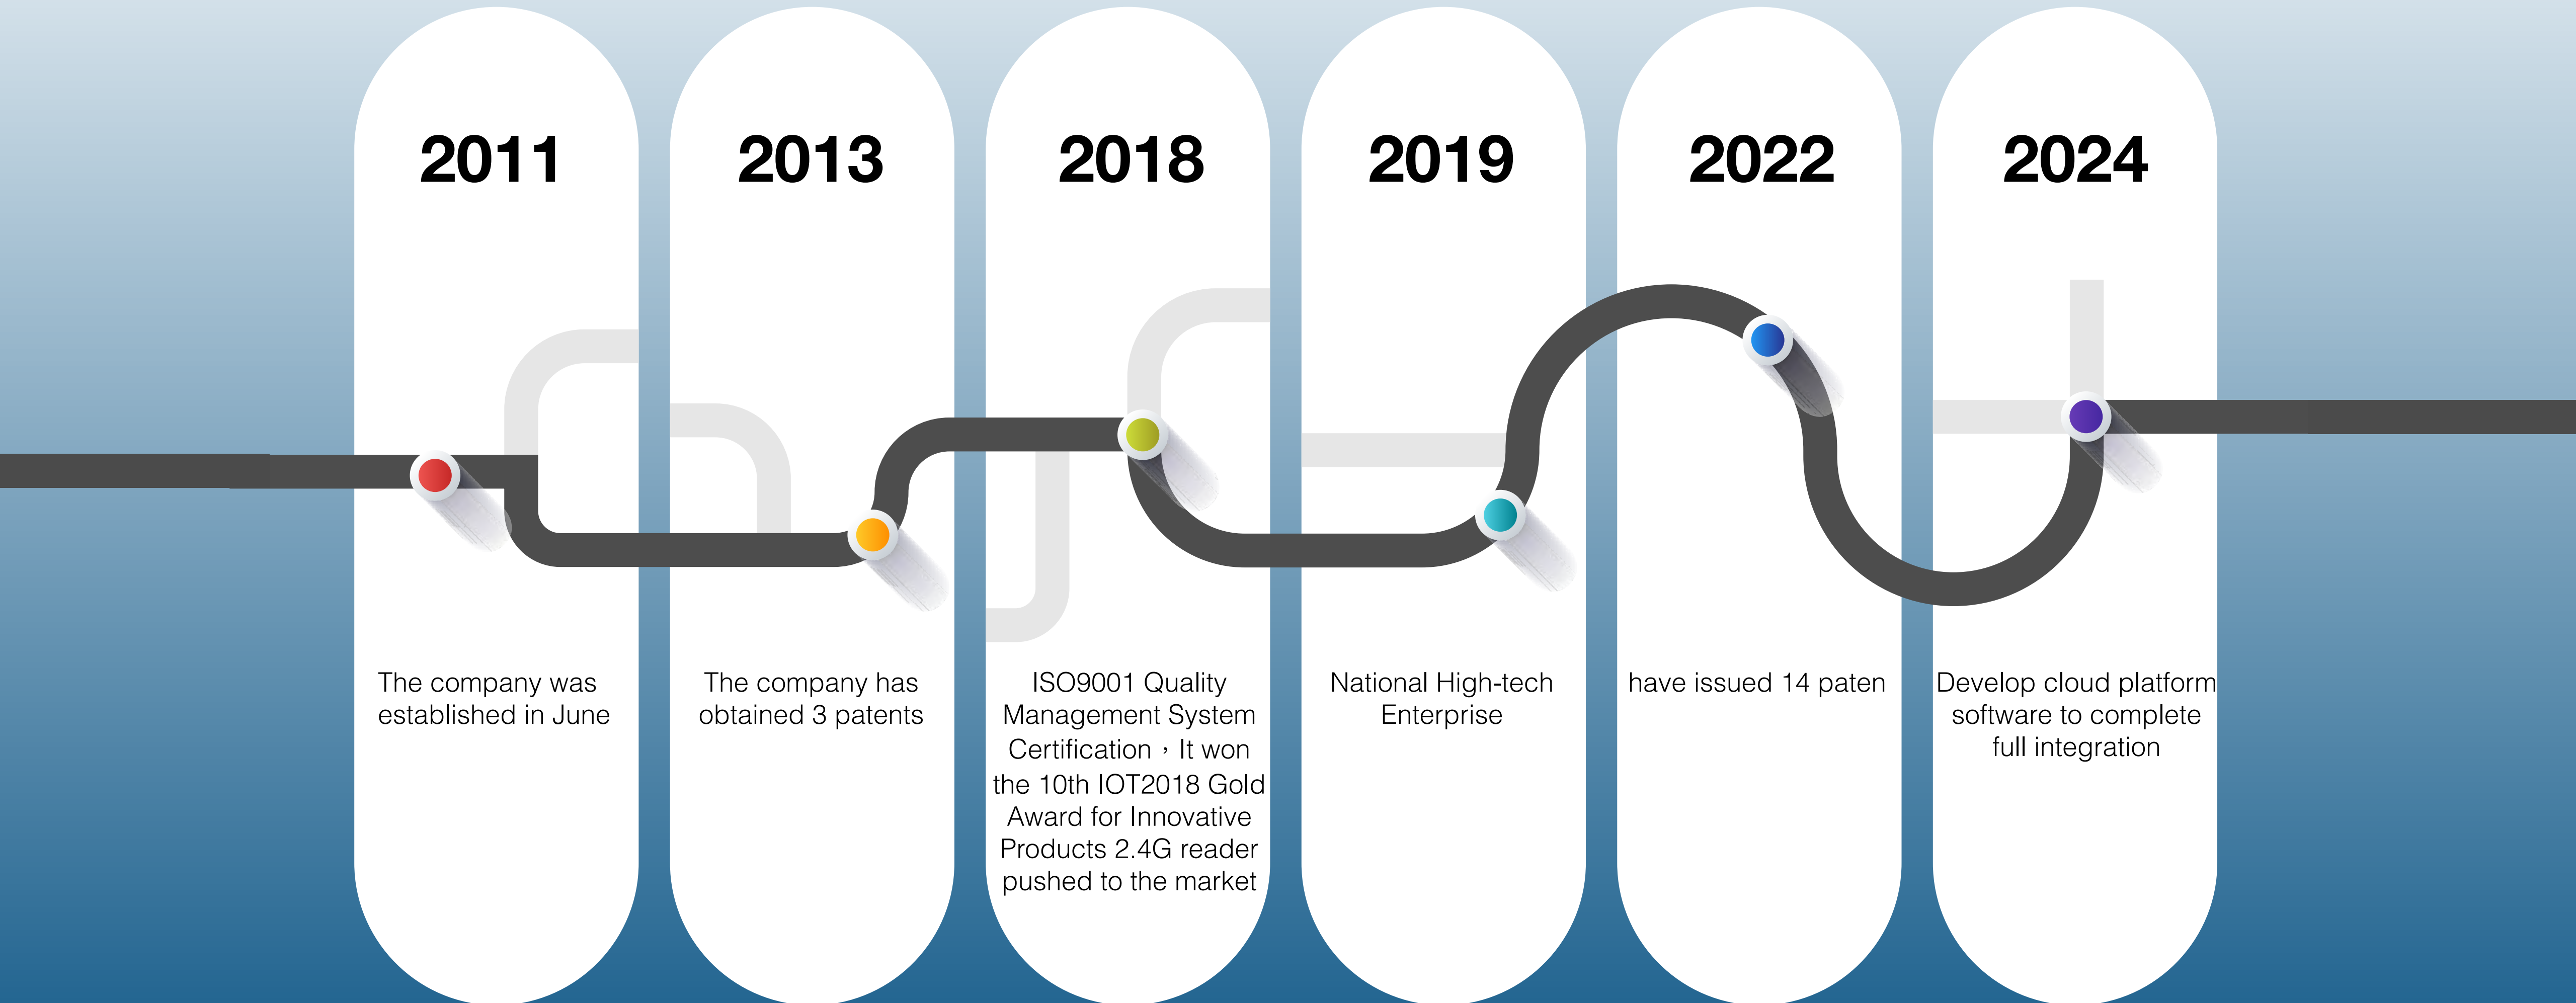 2011
The company was
established in June
2013
The company has
obtained 3 patents
2018
ISO9001 Quality
Management System
Certification，It won
the 10th IOT2018 Gold
Award for Innovative
Products 2.4G reader
pushed to the market
2019
National High-tech
Enterprise
2022
have issued 14 paten
2024
Develop cloud platform
software to complete
full integration